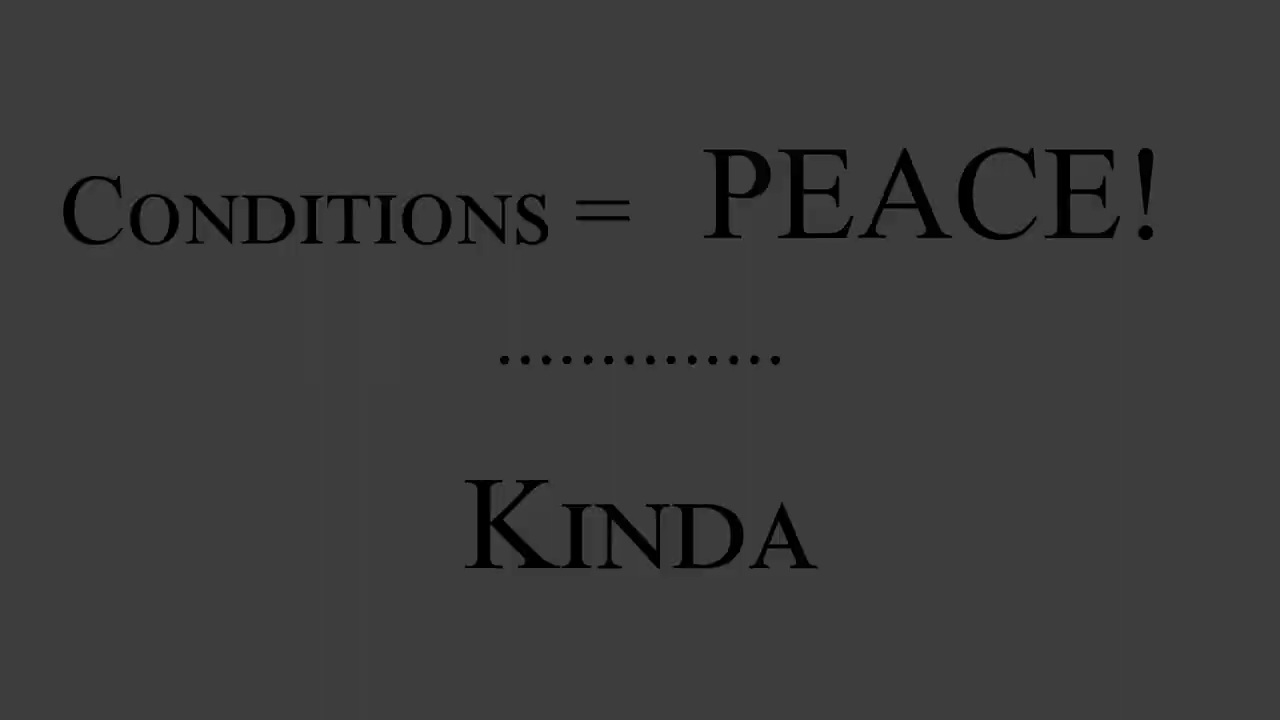 Conditions = PEACE!
..............
Kinda